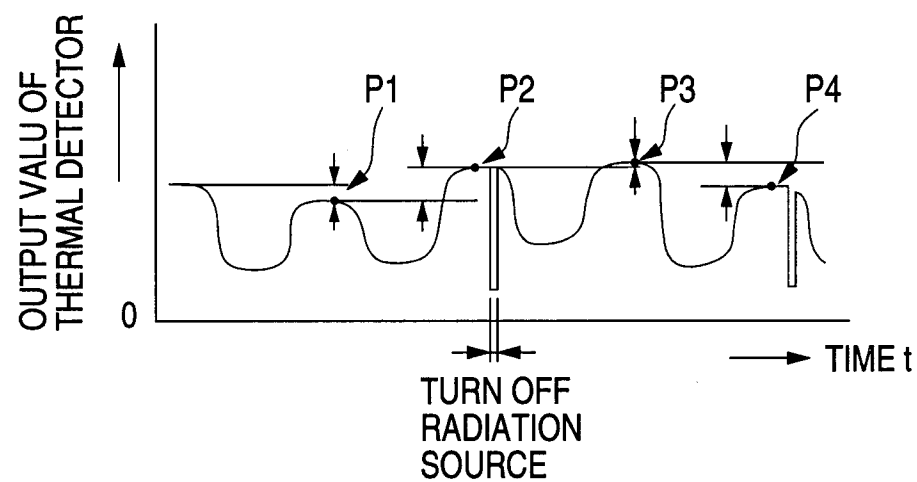 OUTPUT VALU OF
THERMAL DETECTOR
P1
P2
P3
P4
0
TIME t
TURN OFF
RADIATION
SOURCE